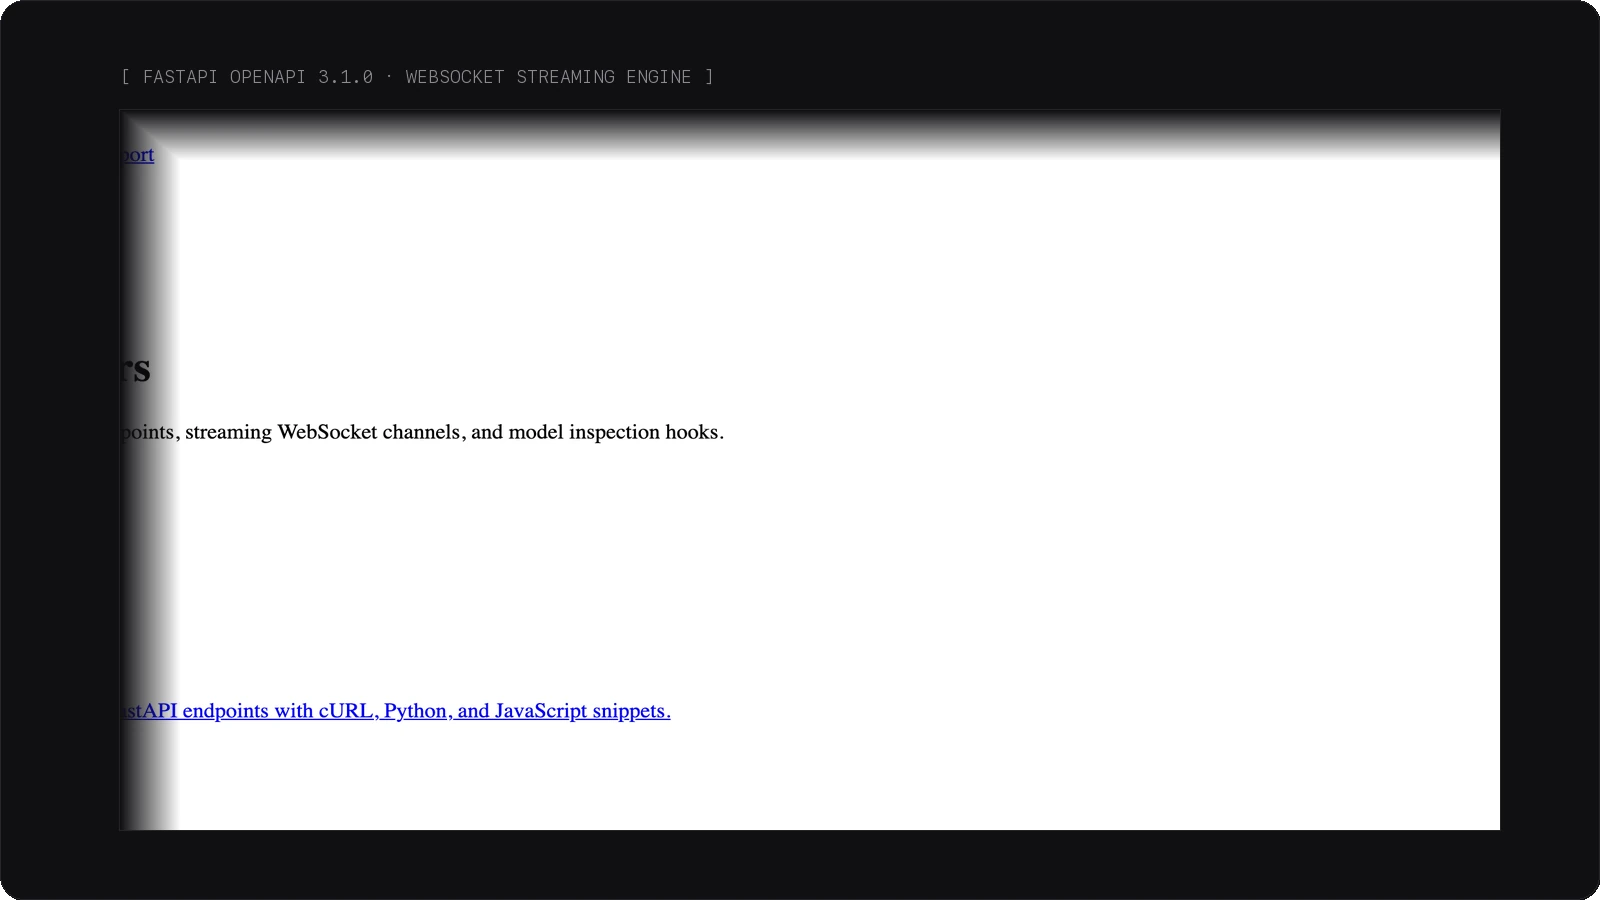 [ FASTAPI OPENAPI 3.1.0 · WEBSOCKET STREAMING ENGINE ]
port
rs
points, streaming WebSocket channels, and model inspection hooks.
stAPI endpoints with cURL, Python, and JavaScript snippets.